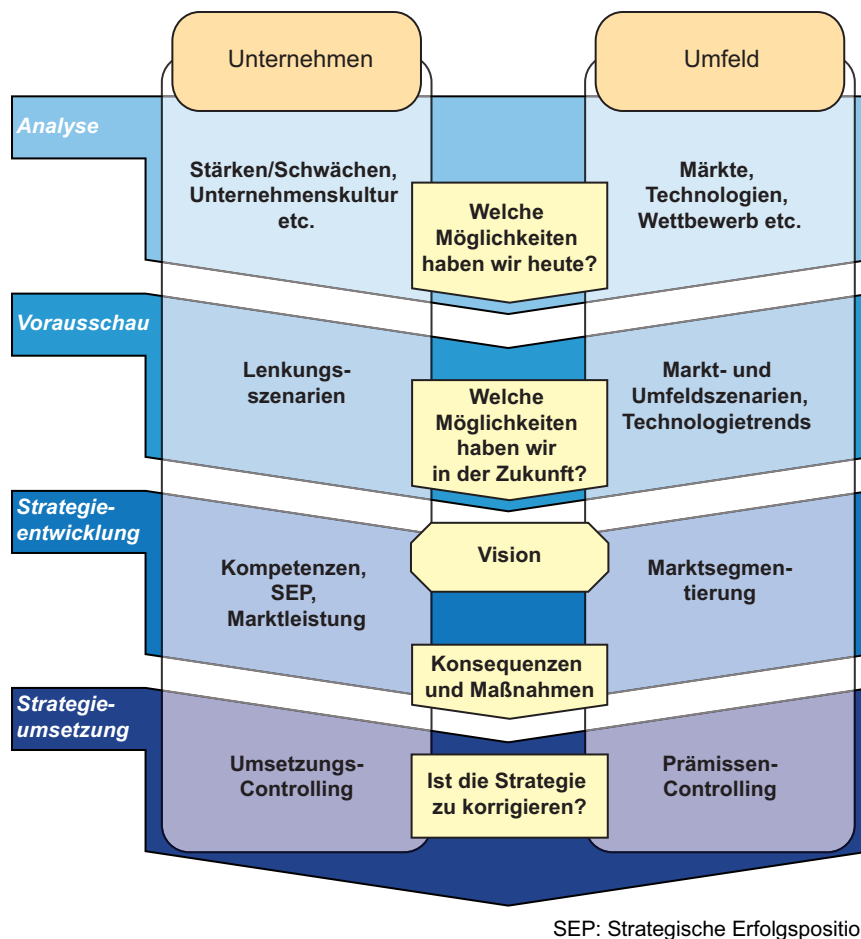 Unternehmen
Umfeld
Analyse
Stärken/Schwächen,
Unternehmenskultur
etc.
Welche
Möglichkeiten
haben wir heute?
Märkte,
Technologien,
Wettbewerb etc.
Vorausschau
Lenkungs-
szenarien
Welche
Möglichkeiten
haben wir
in der Zukunft?
Markt- und
Umfeldszenarien,
Technologietrends
Strategie-
entwicklung
Kompetenzen,
SEP,
Marktleistung
Vision
Marktsegmen-
tierung
Konsequenzen
und Maßnahmen
Strategie-
umsetzung
Umsetzungs-
Controlling
Ist die Strategie
zu korrigieren?
Prämissen-
Controlling
SEP: Strategische Erfolgspositio